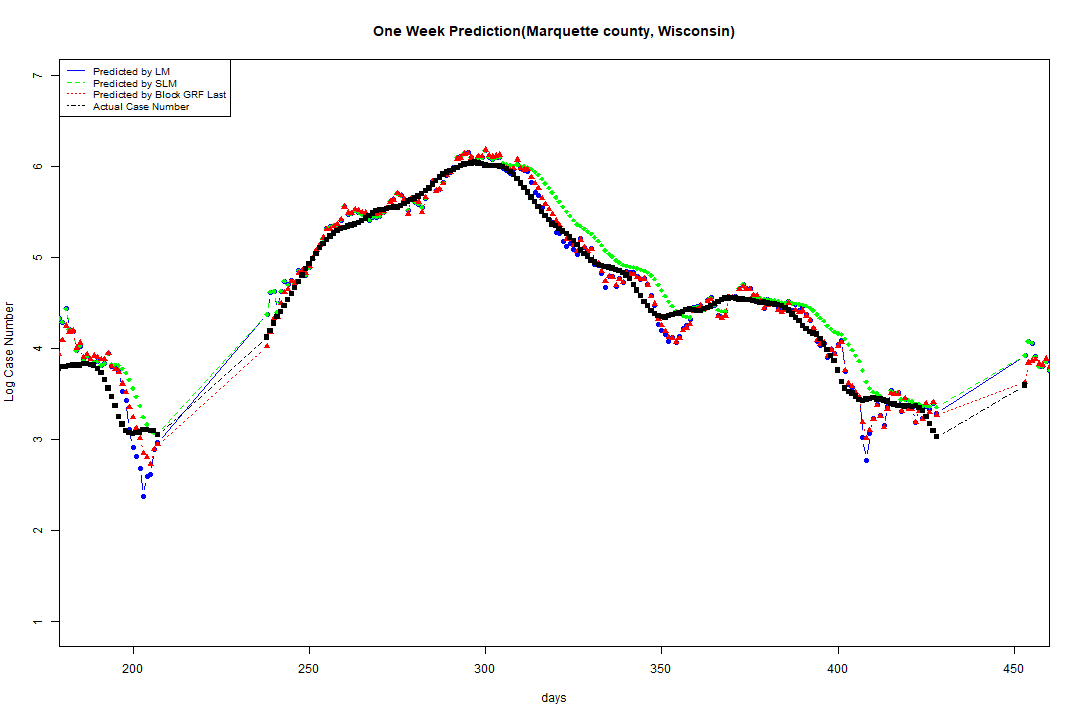 One Week Prediction(Marquette county, Wisconsin)
Predicted by LM
Predicted by SLM
Predicted by Block GRF Last
Actual Case Number
7
6
5
4
3
2
1
Log Case Number
200 250 300 350 400 450
days